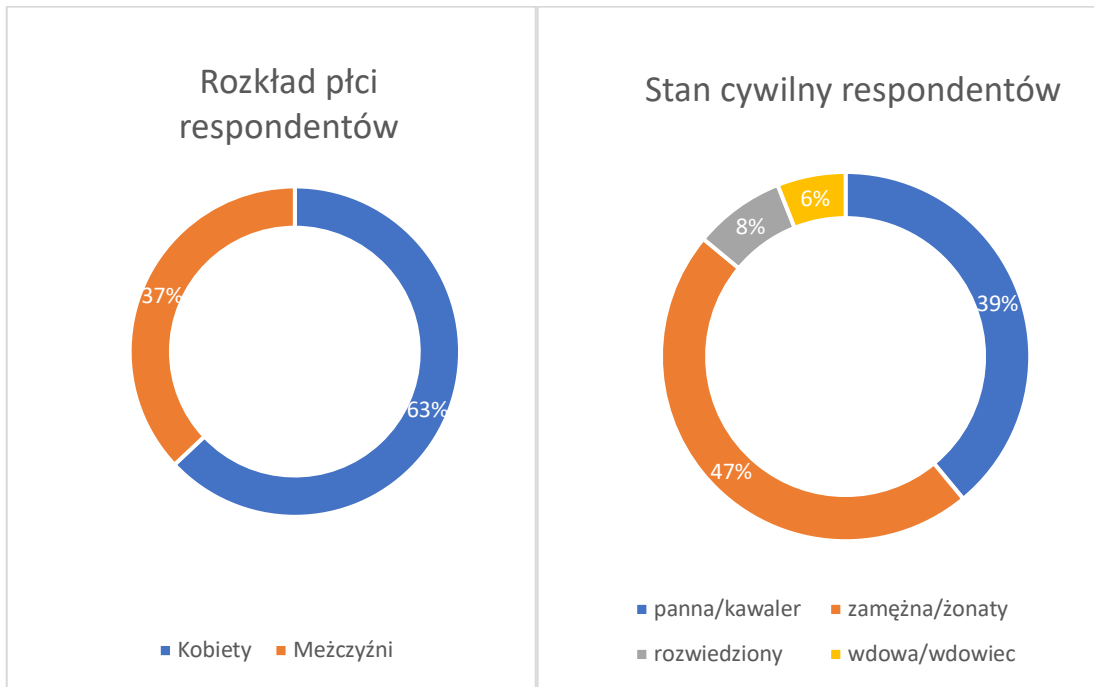 Rozkład płci
respondentów
37%
63%
Kobiety Meżczyźni
Stan cywilny respondentów
6%
8%
39%
47%
panna/kawaler zamężna/żonaty
rozwiedziony wdowa/wdowiec